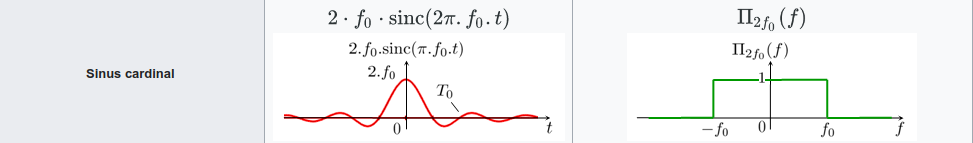 Sinus cardinal
2 · f₀ · sinc(2π. f₀. t)
2. f₀.sinc(π.f₀.t)
2. f₀
T₀
0
t
Π₂f₀(f)
Π₂f₀(f)
1
−f₀
0
f₀
f